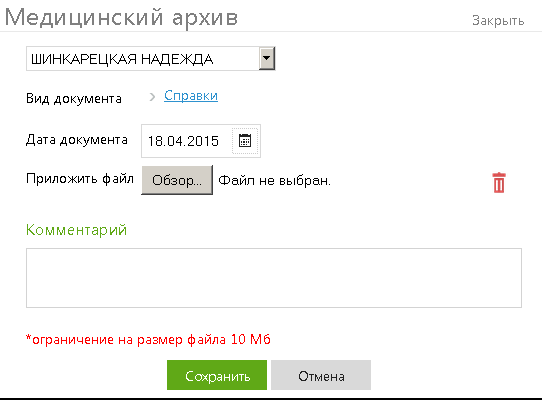 Медицинский архив Закрыть
ШИНКАРЕЦКАЯ НАДЕЖДА
Вид документа Справки
Дата документа 18.04.2015
Приложить файл Обзор... Файл не выбран.
Комментарий
*ограничение на размер файла 10 Мб
Сохранить Отмена